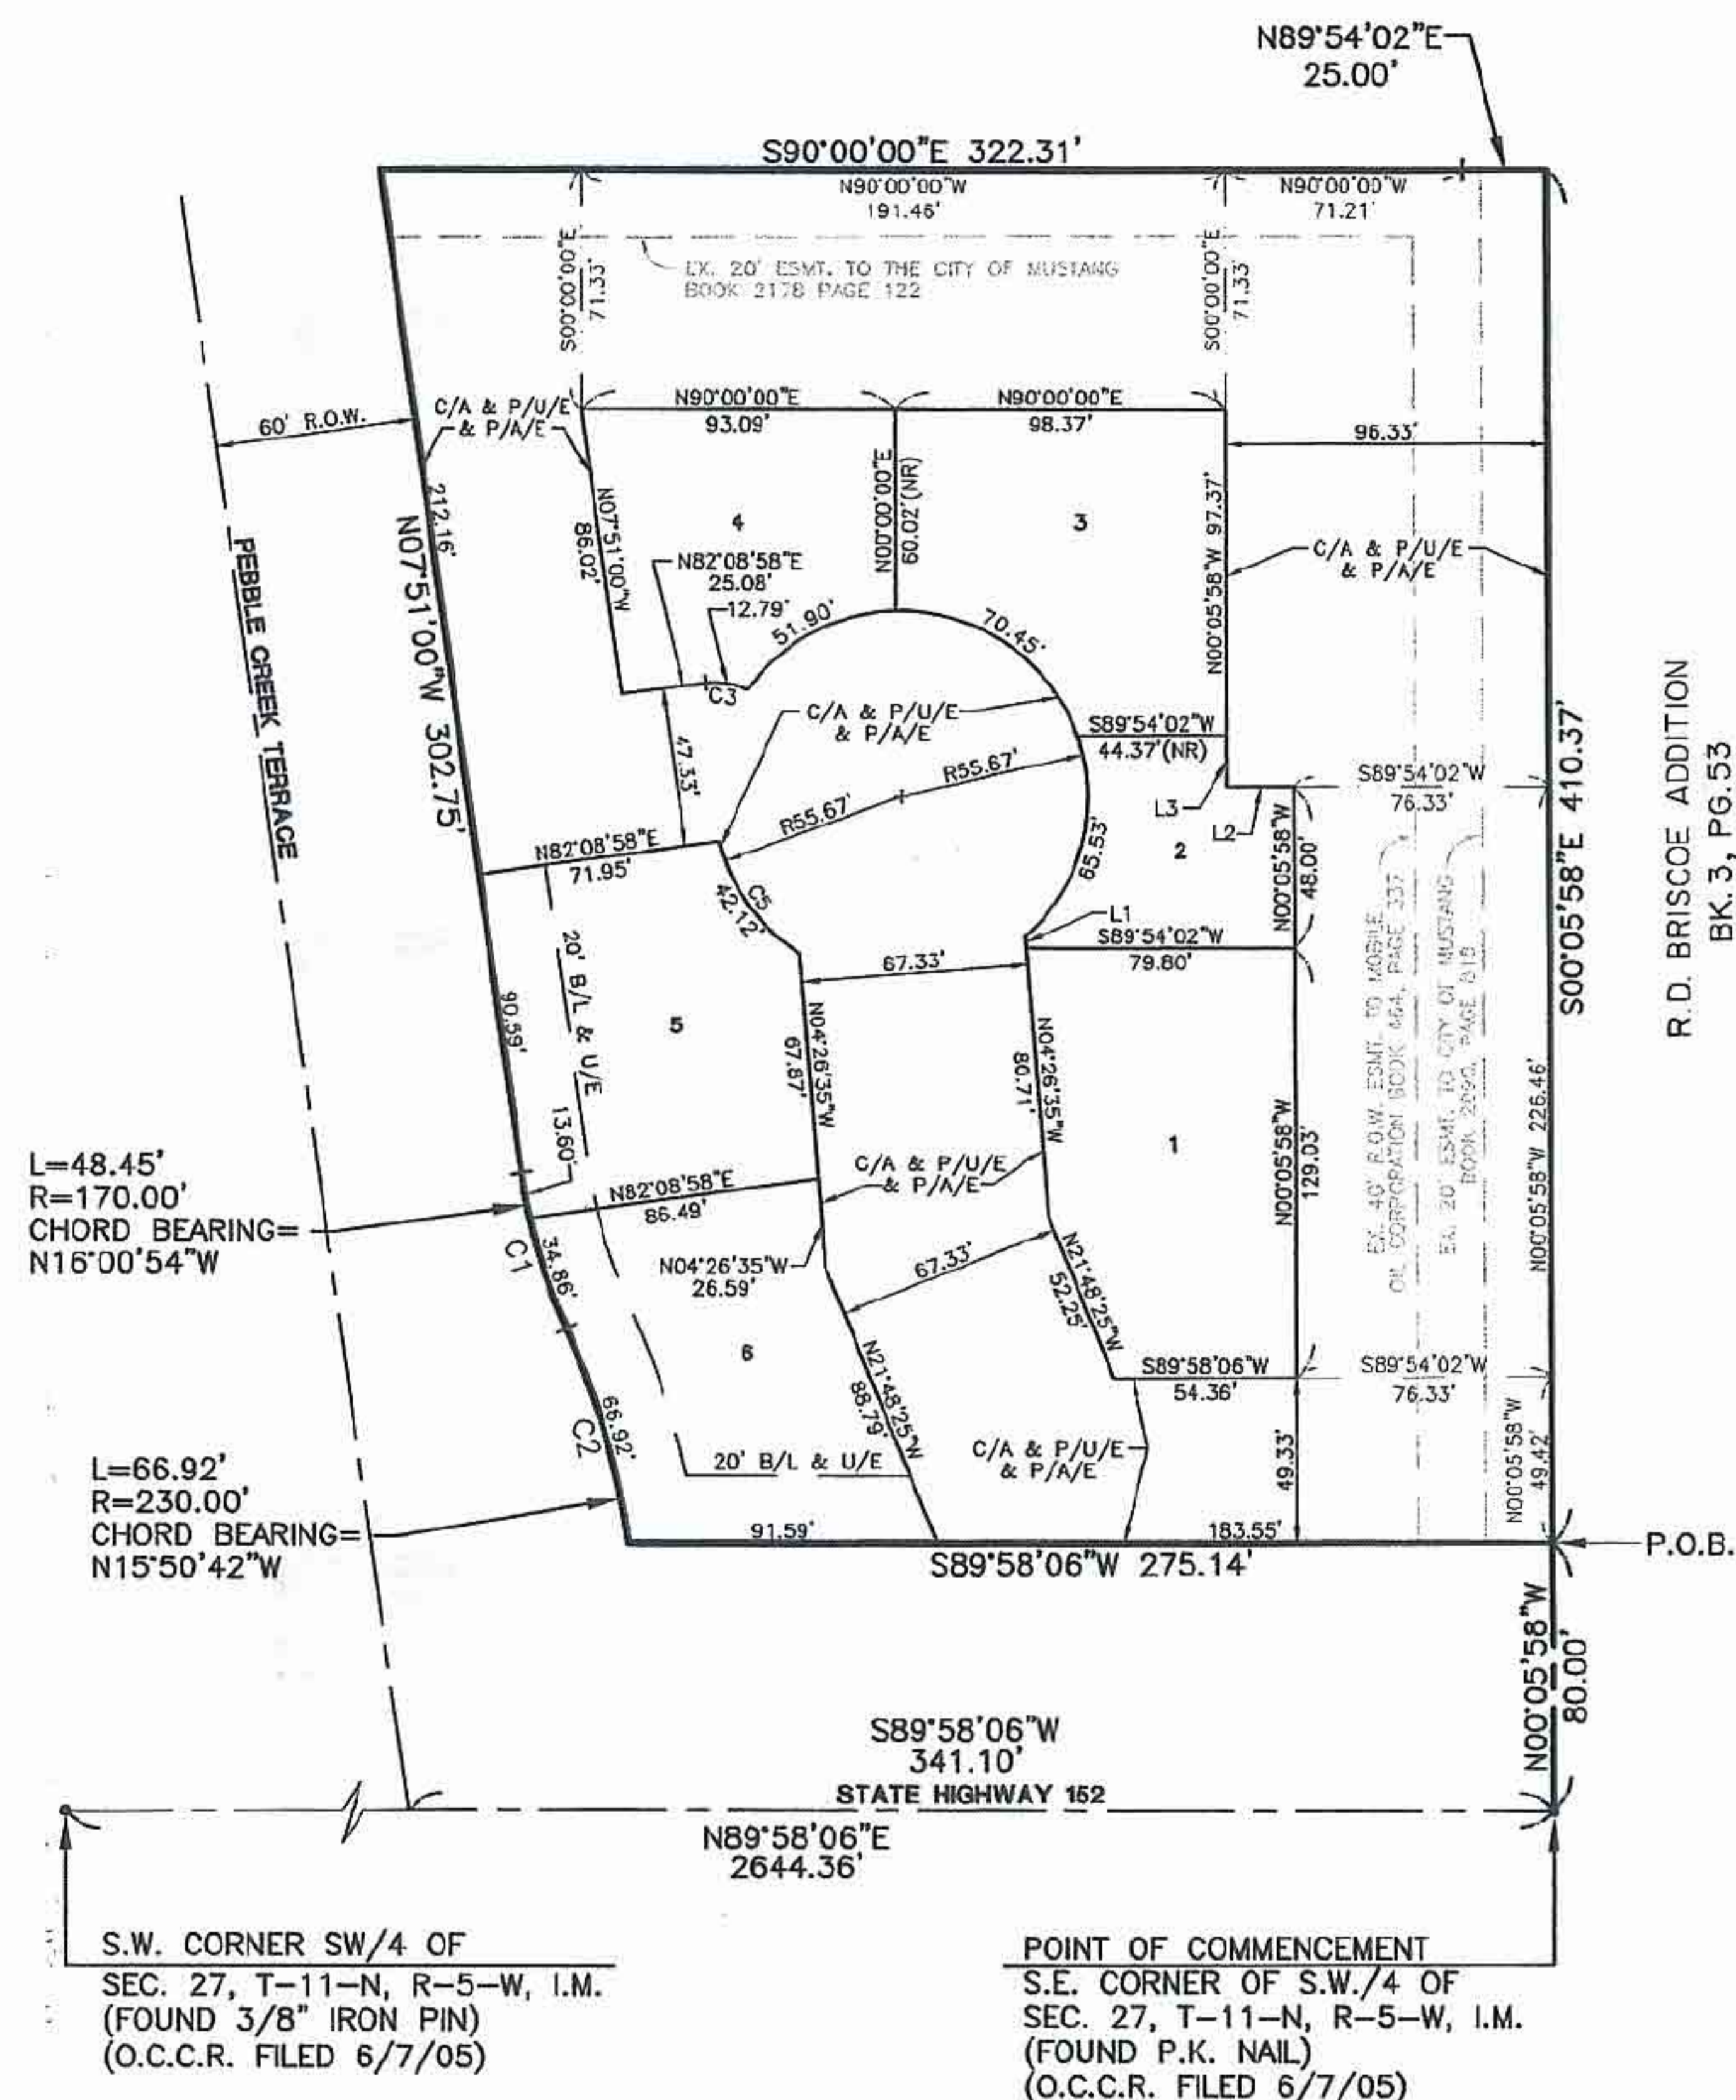 N89°54'02"E
25.00'
S90°00'00"E 322.31'
N90°00'00"W
191.46'
N90°00'00"W
71.21'
S00°00'00"E
71.33'
EX. 20' ESMT. TO THE CITY OF MUSTANG
BOOK 2178 PAGE 122
S00°00'00"E
71.33'
60' R.O.W.
C/A & P/U/E
& P/A/E
N90°00'00"E
93.09'
N90°00'00"E
98.37'
96.33'
212.16'
N07°51'00"W 302.75'
N07°51'00"W
86.02'
4
N00°00'00"E
60.02'(NR)
3
N00°05'58"W 97.37'
C/A & P/U/E
& P/A/E
N82°08'58"E
25.08'
12.79'
51.90'
70.45'
C3
PEBBLE CREEK TERRACE
47.33'
C/A & P/U/E
& P/A/E
S89°54'02"W
44.37'(NR)
R55.67'
R55.67'
L3
L2
S89°54'02"W
76.33'
S00°05'58"E 410.37'
R.D. BRISCOE ADDITION
BK.3, PG.53
N82°08'58"E
71.95'
C5
42.12'
65.53'
2
N00°05'58"W
48.00'
L1
S89°54'02"W
79.80'
67.33'
20' B/L & U/E
5
90.59'
N04°26'35"W
67.87'
N04°26'35"W
80.71'
1
N00°05'58"W
129.03'
EX. 40' R.O.W. ESMT. TO MOBILE
OIL CORPORATION BOOK 464, PAGE 337
EX. 20' ESMT. TO CITY OF MUSTANG
BOOK 2090, PAGE 818
N00°05'58"W 226.46'
13.60'
L=48.45'
R=170.00'
CHORD BEARING=
N16°00'54"W
N82°08'58"E
86.49'
C/A & P/U/E
& P/A/E
C1
34.86'
N04°26'35"W
26.59'
67.33'
N21°48'25"W
52.25'
6
N21°48'25"W
88.79'
S89°58'06"W
54.36'
S89°54'02"W
76.33'
C2
66.92'
20' B/L & U/E
C/A & P/U/E
& P/A/E
49.33'
N00°05'58"W
49.42'
L=66.92'
R=230.00'
CHORD BEARING=
N15°50'42"W
91.59'
183.55'
S89°58'06"W 275.14'
P.O.B.
N00°05'58"W
80.00'
S89°58'06"W
341.10'
STATE HIGHWAY 152
N89°58'06"E
2644.36'
S.W. CORNER SW/4 OF
SEC. 27, T-11-N, R-5-W, I.M.
(FOUND 3/8" IRON PIN)
(O.C.C.R. FILED 6/7/05)
POINT OF COMMENCEMENT
S.E. CORNER OF S.W./4 OF
SEC. 27, T-11-N, R-5-W, I.M.
(FOUND P.K. NAIL)
(O.C.C.R. FILED 6/7/05)